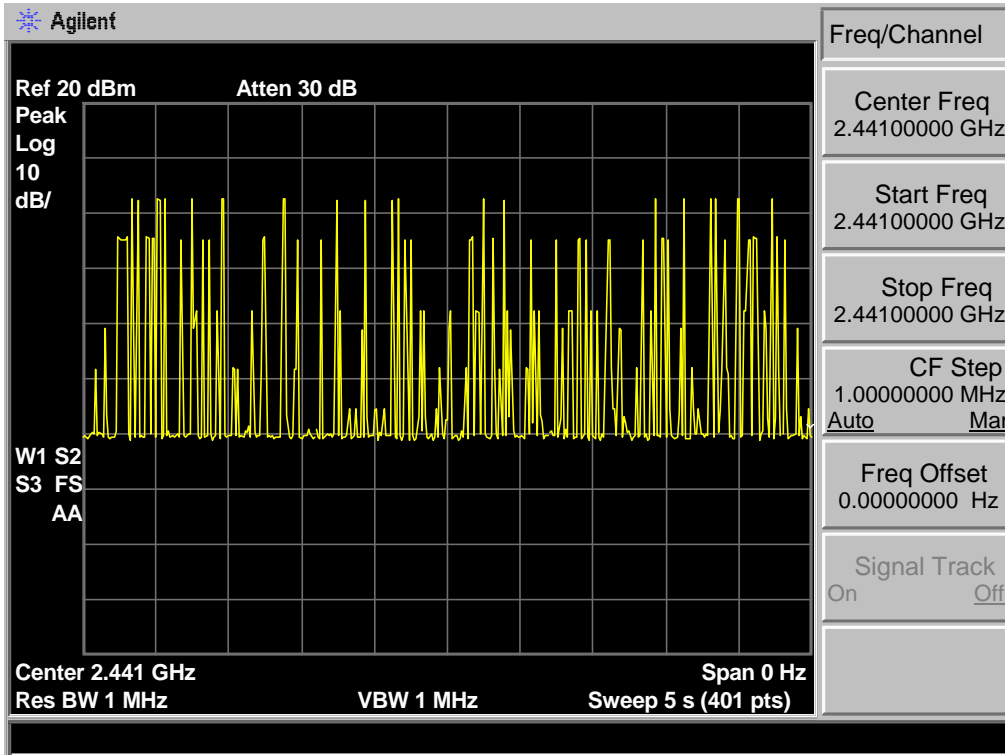 Agilent
Freq/Channel
Ref 20 dBm Atten 30 dB
Peak
Log
10
dB/
W1 S2
S3 FS
AA
Center 2.441 GHz Span 0 Hz
Res BW 1 MHz VBW 1 MHz Sweep 5 s (401 pts)
Center Freq
2.44100000 GHz
Start Freq
2.44100000 GHz
Stop Freq
2.44100000 GHz
CF Step
1.00000000 MHz
Auto Man
Freq Offset
0.00000000 Hz
Signal Track
On Off